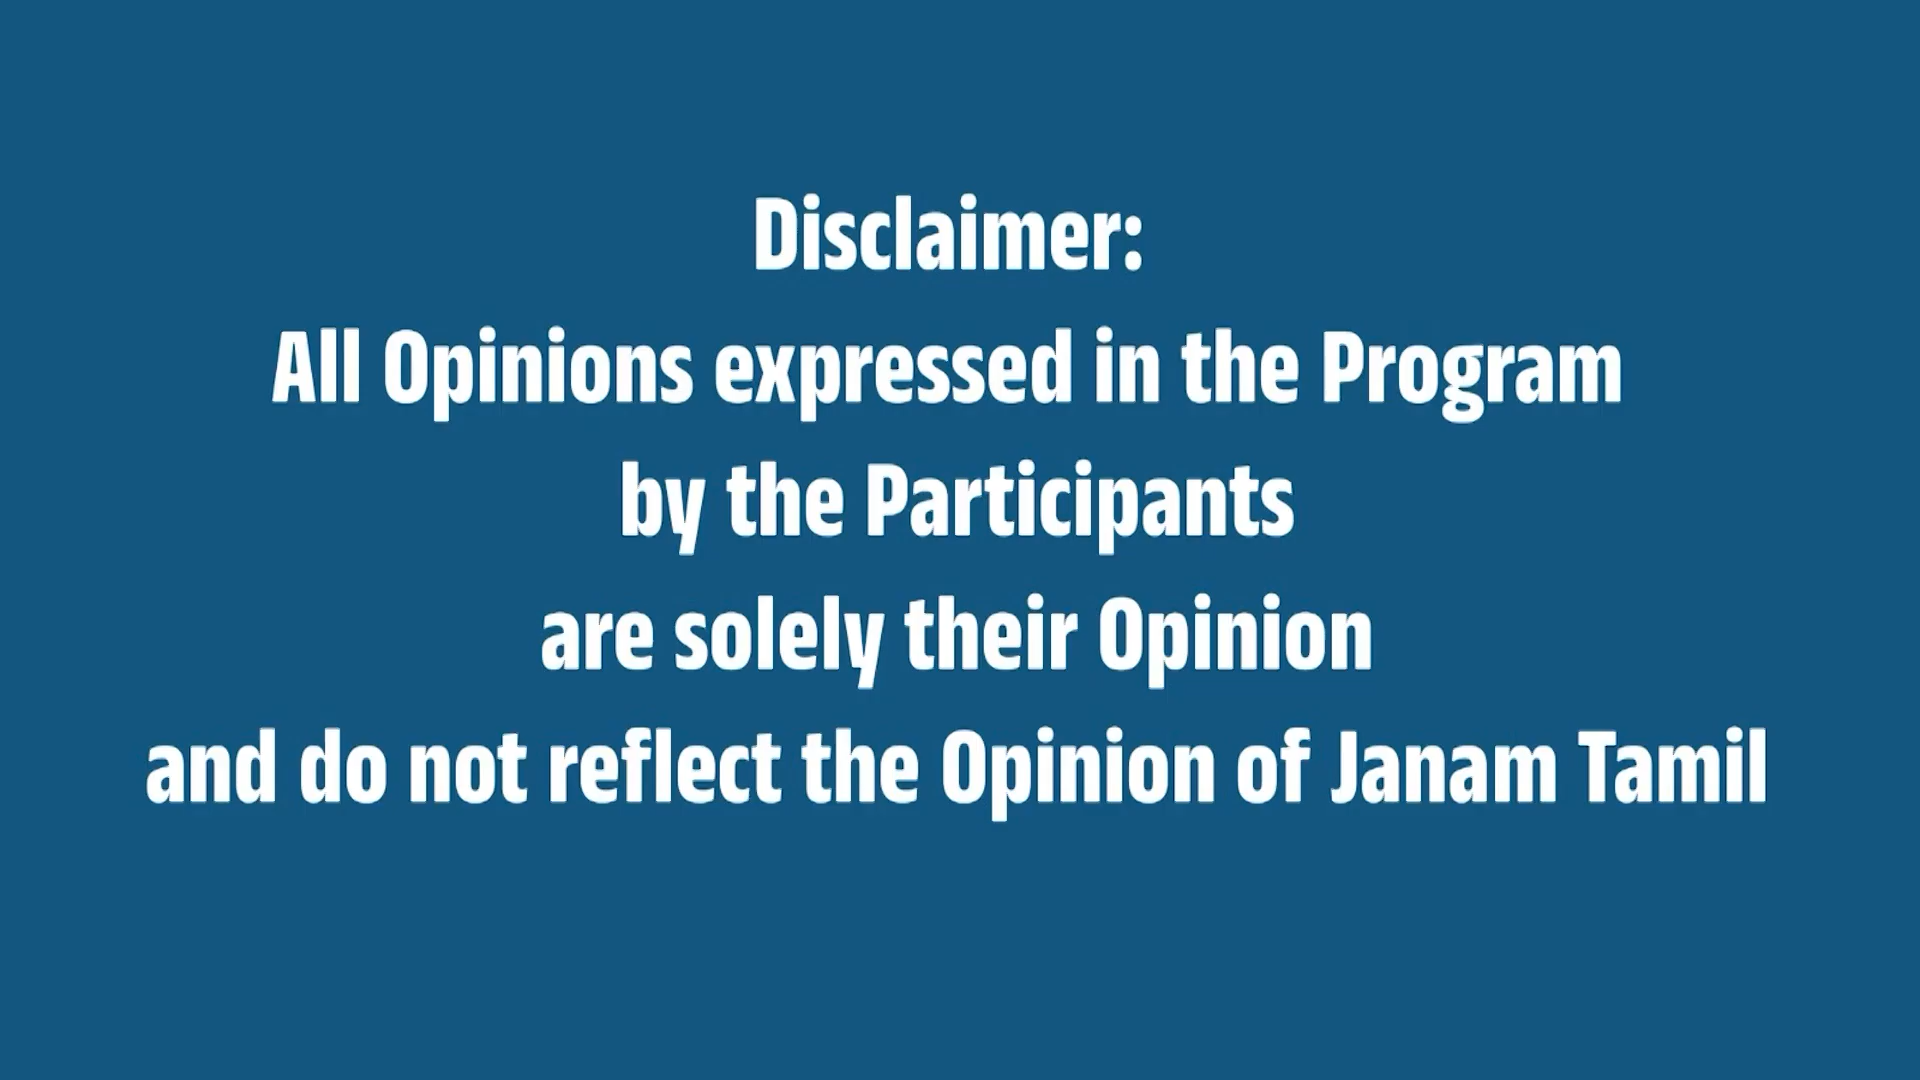 Disclaimer:
All Opinions expressed in the Program
by the Participants
are solely their Opinion
and do not reflect the Opinion of Janam Tamil